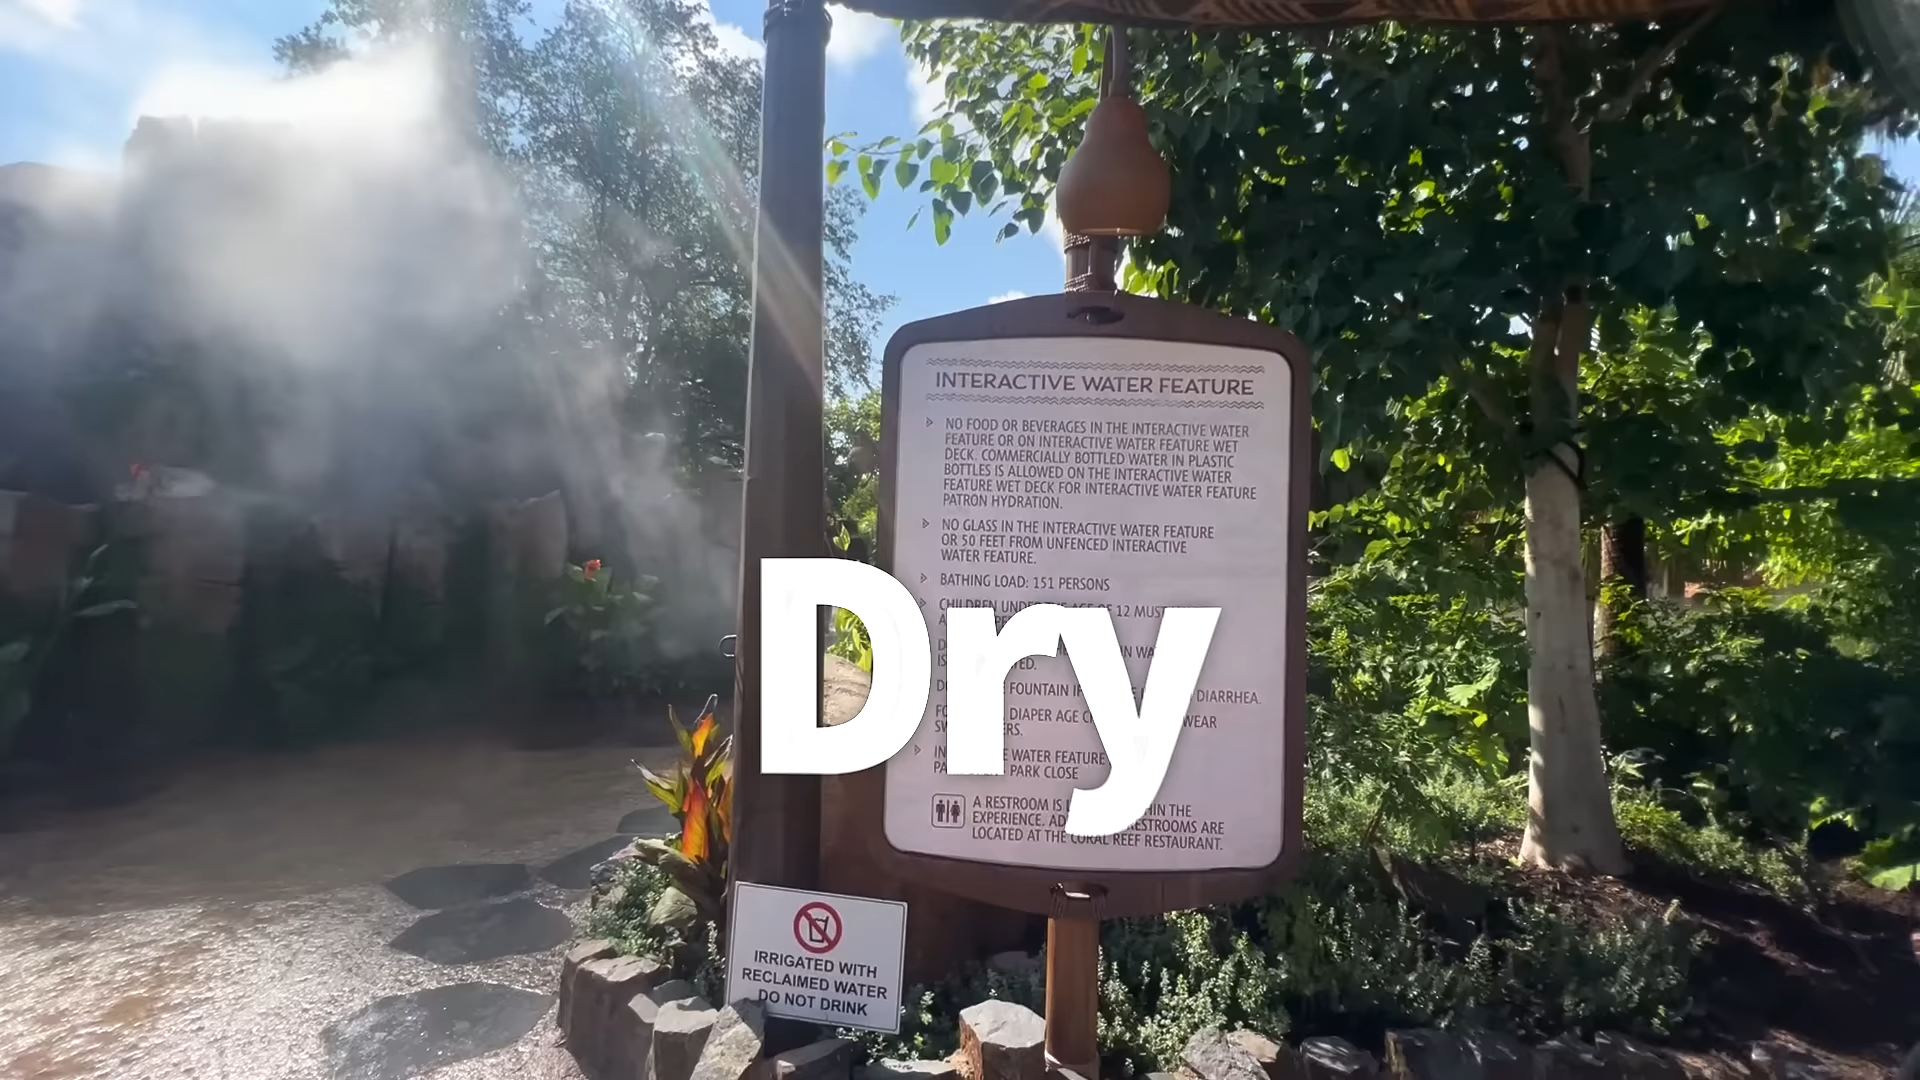 INTERACTIVE WATER FEATURE
NO FOOD OR BEVERAGES IN THE INTERACTIVE WATER
FEATURE OR ON INTERACTIVE WATER FEATURE WET
DECK. COMMERCIALLY BOTTLED WATER IN PLASTIC
BOTTLES IS ALLOWED ON THE INTERACTIVE WATER
FEATURE WET DECK FOR INTERACTIVE WATER FEATURE
PATRON HYDRATION.
NO GLASS IN THE INTERACTIVE WATER FEATURE
OR 50 FEET FROM UNFENCED INTERACTIVE
WATER FEATURE.
BATHING LOAD: 151 PERSONS
CHILDREN UNDER THE AGE OF 12 MUST
IN
FOUNTAIN DIARRHEA.
DIAPER AGE WEAR
WATER FEATURE
PARK CLOSE
A RESTROOM IS THE
EXPERIENCE. RESTROOMS ARE
LOCATED AT THE CORAL REEF RESTAURANT.
Dry
IRRIGATED WITH
RECLAIMED WATER
DO NOT DRINK